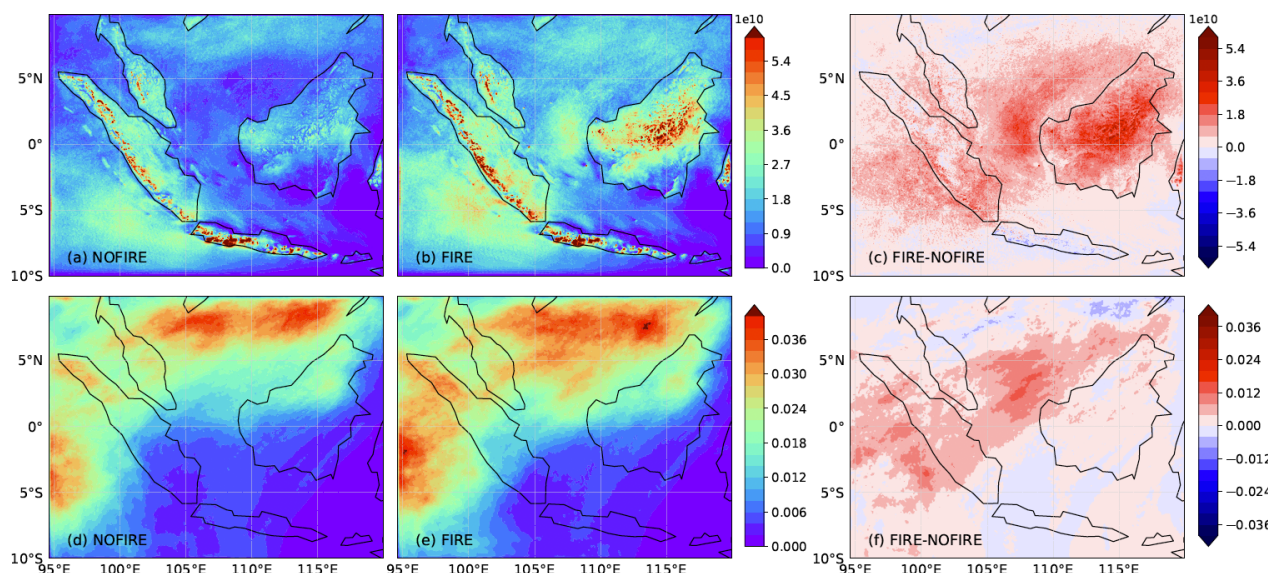 1e10
1e10
5°N
0°
5°S
10°S
(a) NOFIRE
(b) FIRE
5.4
4.5
3.6
2.7
1.8
0.9
0.0
5°N
0°
5°S
10°S
(c) FIRE-NOFIRE
5.4
3.6
1.8
0.0
−1.8
−3.6
−5.4
5°N
0°
5°S
10°S
(d) NOFIRE
(e) FIRE
0.036
0.030
0.024
0.018
0.012
0.006
0.000
5°N
0°
5°S
10°S
(f) FIRE-NOFIRE
0.036
0.024
0.012
0.000
−0.012
−0.024
−0.036
95°E 100°E 105°E 110°E 115°E
95°E 100°E 105°E 110°E 115°E
95°E 100°E 105°E 110°E 115°E